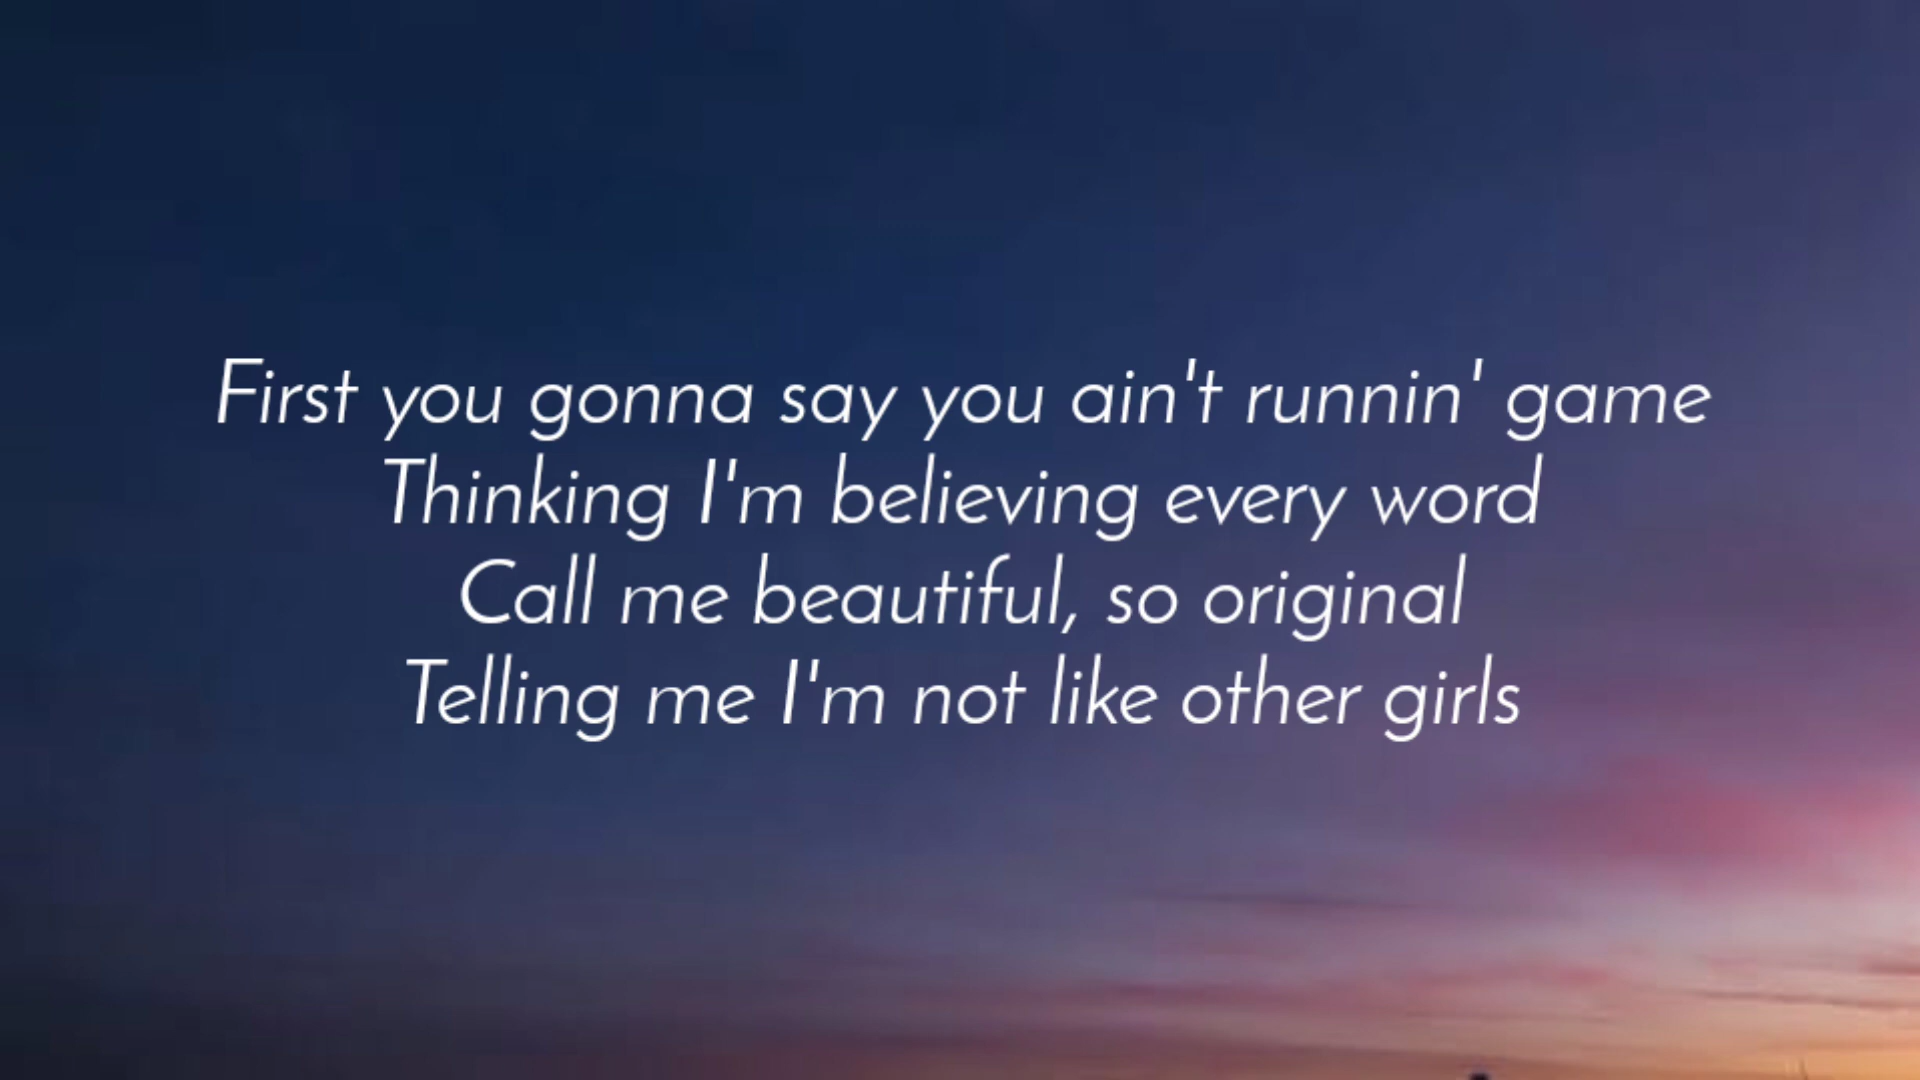 First you gonna say you ain't runnin' game
Thinking I'm believing every word
Call me beautiful, so original
Telling me I'm not like other girls